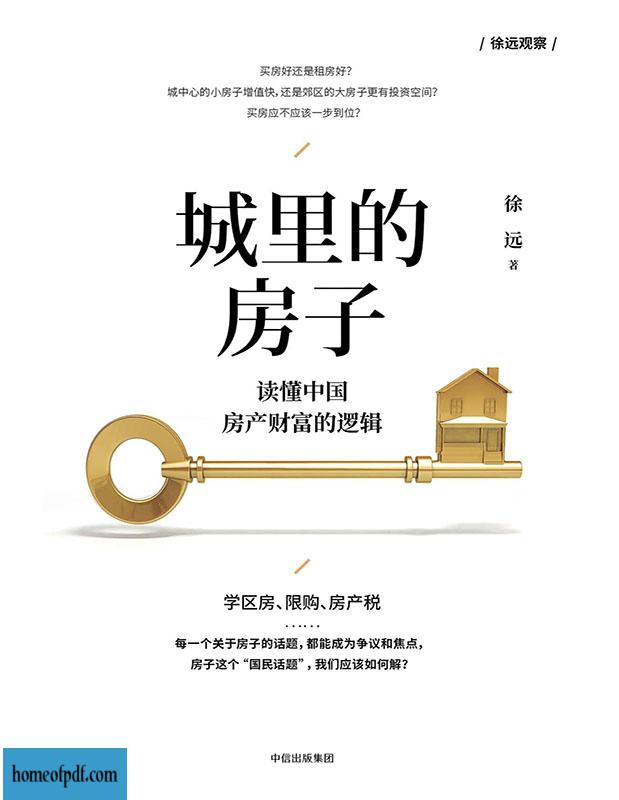 / 徐远观察 /
买房好还是租房好？
城中心的小房子增值快，还是郊区的大房子更有投资空间？
买房应不应该一步到位？
城里的
房子
徐远 著
读懂中国
房产财富的逻辑
学区房、限购、房产税
……
每一个关于房子的话题，都能成为争议和焦点，
房子这个“国民话题”，我们应该如何解？
中信出版集团
homeofpdf.com